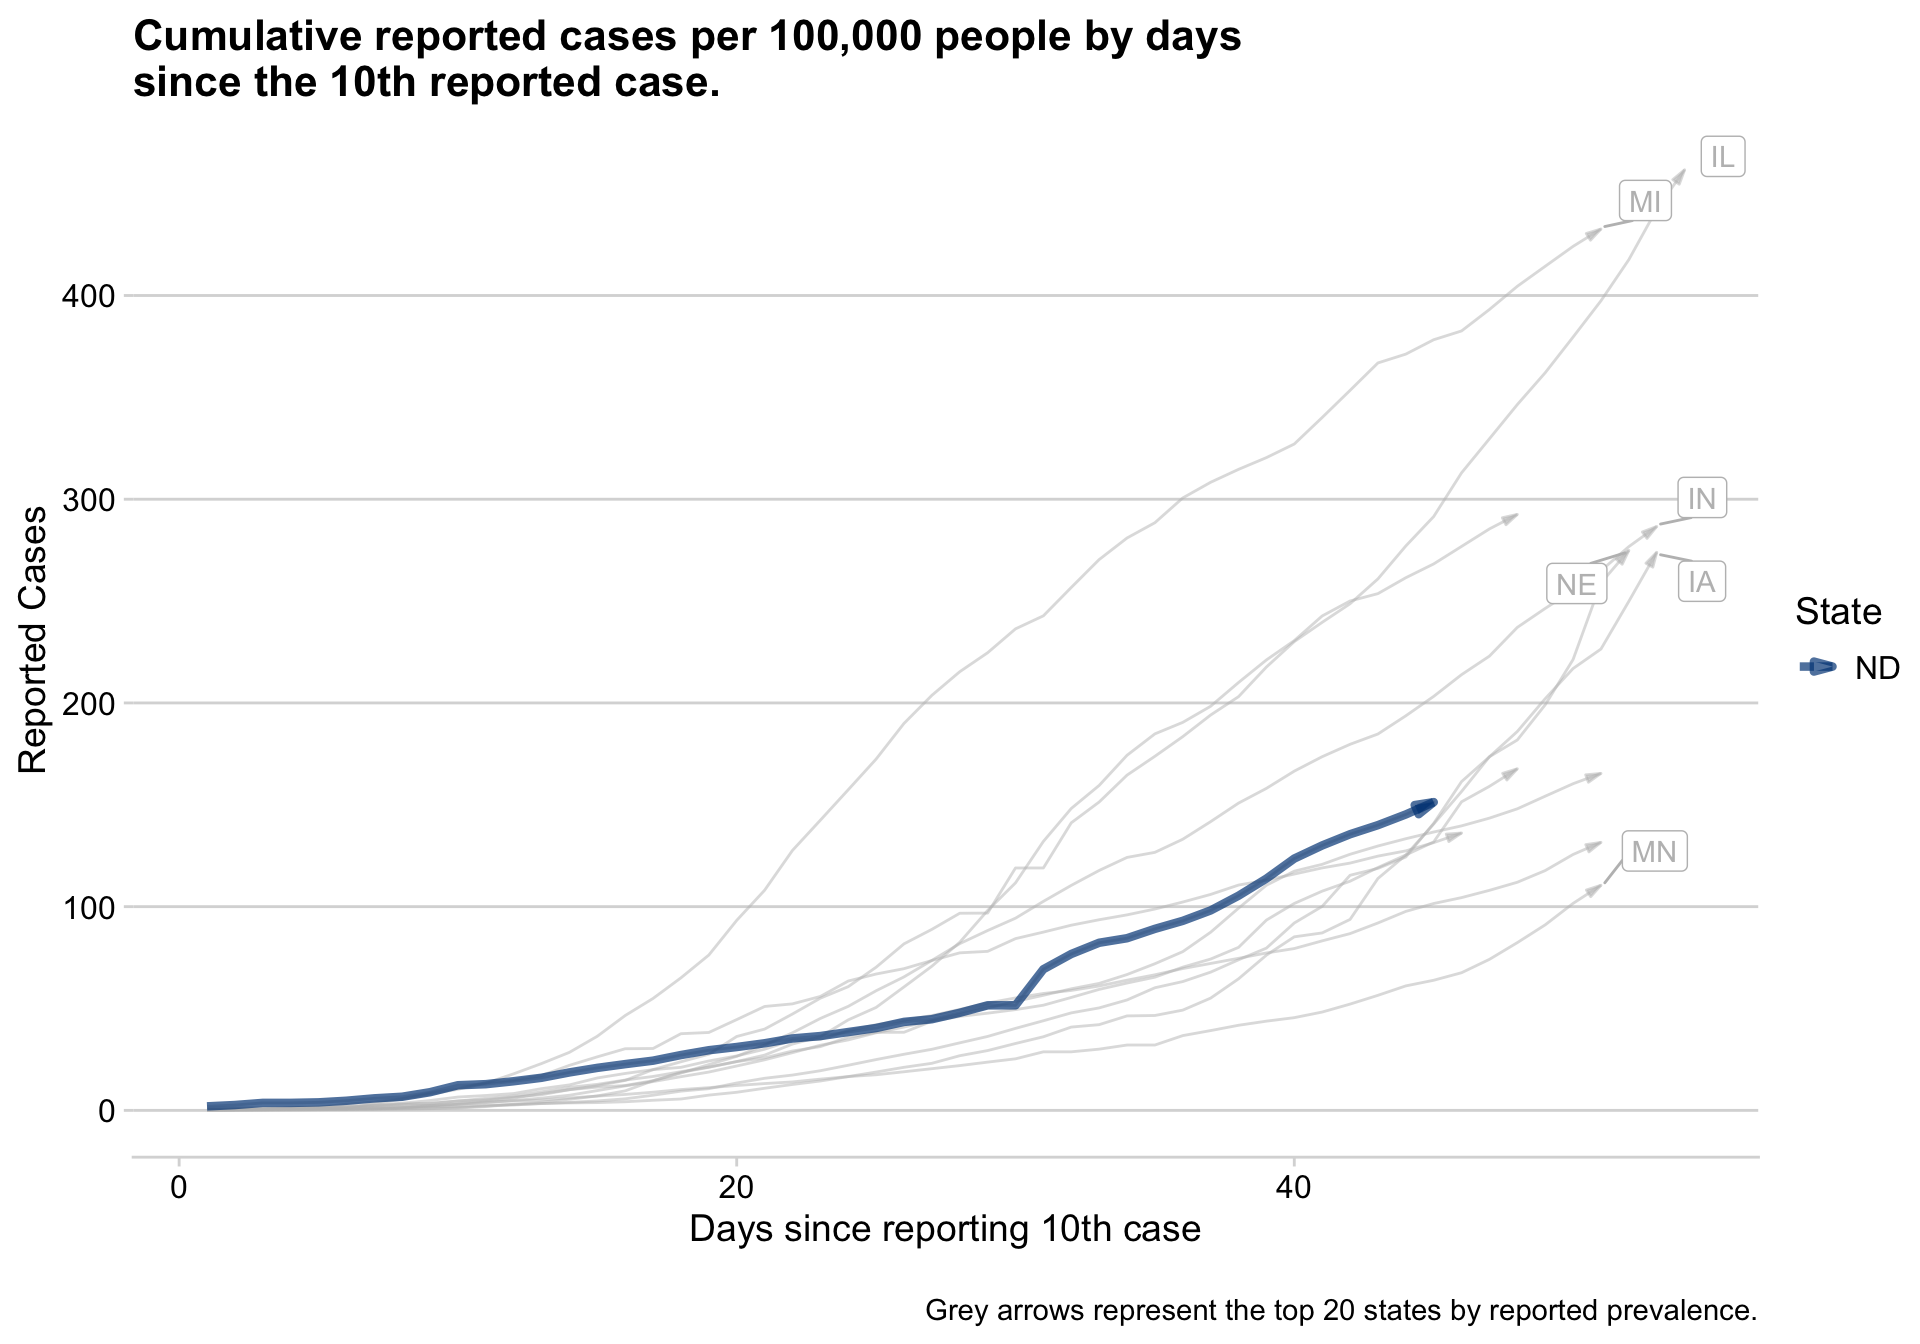 Cumulative reported cases per 100,000 people by days
since the 10th reported case.
IL
MI
400
300
IN
NE
IA
Reported Cases
State
ND
200
MN
100
0
0
20
40
Days since reporting 10th case
Grey arrows represent the top 20 states by reported prevalence.